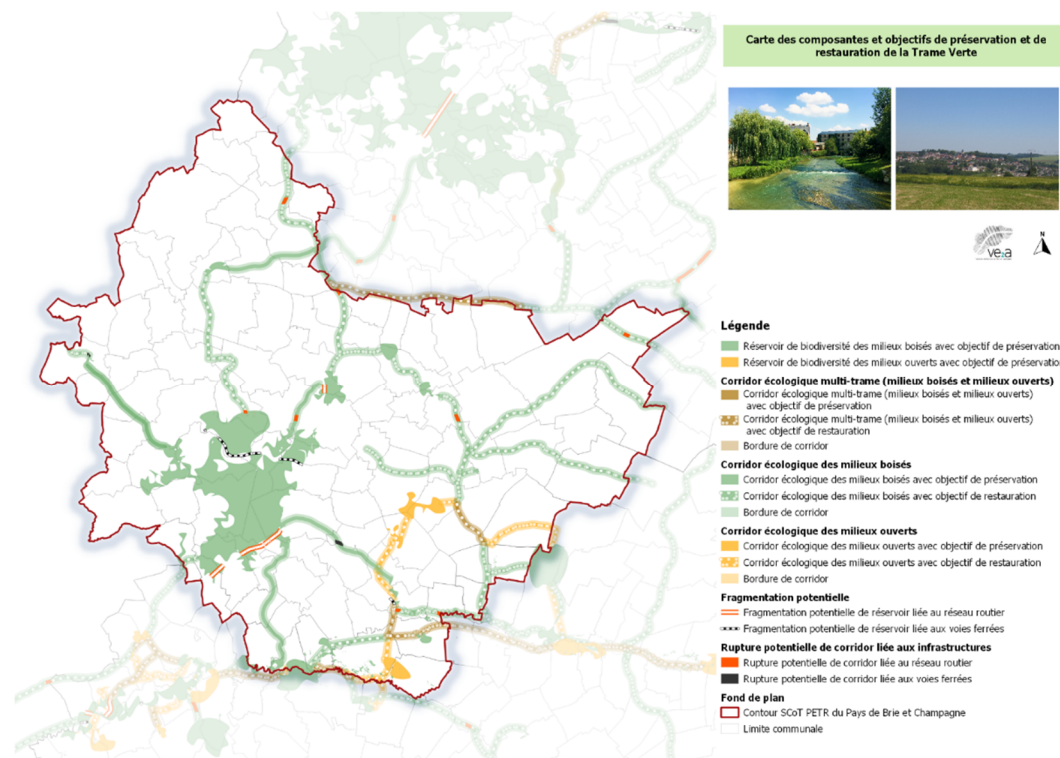 Carte des composantes et objectifs de préservation et de
restauration de la Trame Verte
ve2a
N
Légende
Réservoir de biodiversité des milieux boisés avec objectif de préservation
Réservoir de biodiversité des milieux ouverts avec objectif de préservatio
Corridor écologique multi-trame (milieux boisés et milieux ouverts)
Corridor écologique multi-trame (milieux boisés et milieux ouverts)
avec objectif de préservation
Corridor écologique multi-trame (milieux boisés et milieux ouverts)
avec objectif de restauration
Bordure de corridor
Corridor écologique des milieux boisés
Corridor écologique des milieux boisés avec objectif de préservation
Corridor écologique des milieux boisés avec objectif de restauration
Bordure de corridor
Corridor écologique des milieux ouverts
Corridor écologique des milieux ouverts avec objectif de préservation
Corridor écologique des milieux ouverts avec objectif de restauration
Bordure de corridor
Fragmentation potentielle
Fragmentation potentielle de réservoir liée au réseau routier
Fragmentation potentielle de réservoir liée aux voies ferrées
Rupture potentielle de corridor liée aux infrastructures
Rupture potentielle de corridor liée au réseau routier
Rupture potentielle de corridor liée aux voies ferrées
Fond de plan
Contour SCoT PETR du Pays de Brie et Champagne
Limite communale